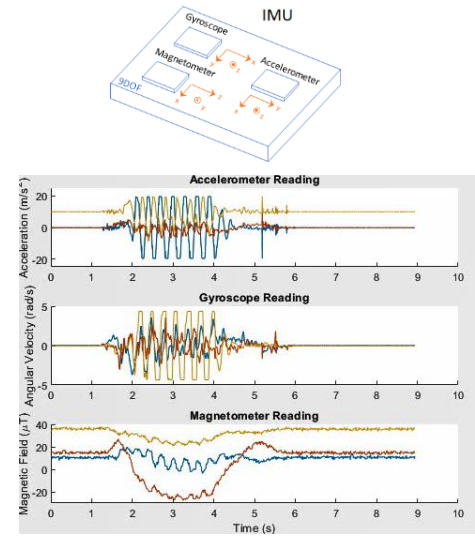 IMU
Gyroscope
Magnetometer
Accelerometer
9DOF
x
y
z
x
z
y
x
y
z
Accelerometer Reading
Acceleration (m/s^2)
20
0
-20
0 1 2 3 4 5 6 7 8 9 10
Gyroscope Reading
Angular Velocity (rad/s)
5
0
-5
0 1 2 3 4 5 6 7 8 9 10
Magnetometer Reading
Magnetic Field (μT)
40
20
0
-20
0 1 2 3 4 5 6 7 8 9 10
Time (s)